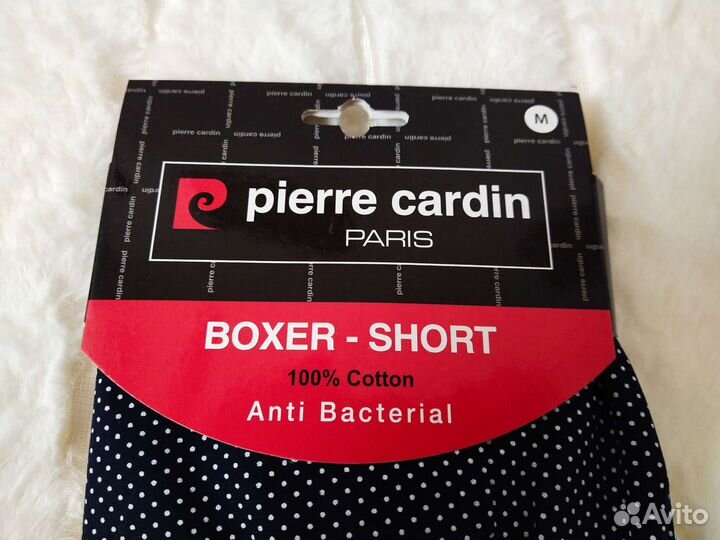 M
pierre cardin
PARIS
BOXER - SHORT
100% Cotton
Anti Bacterial
Avito